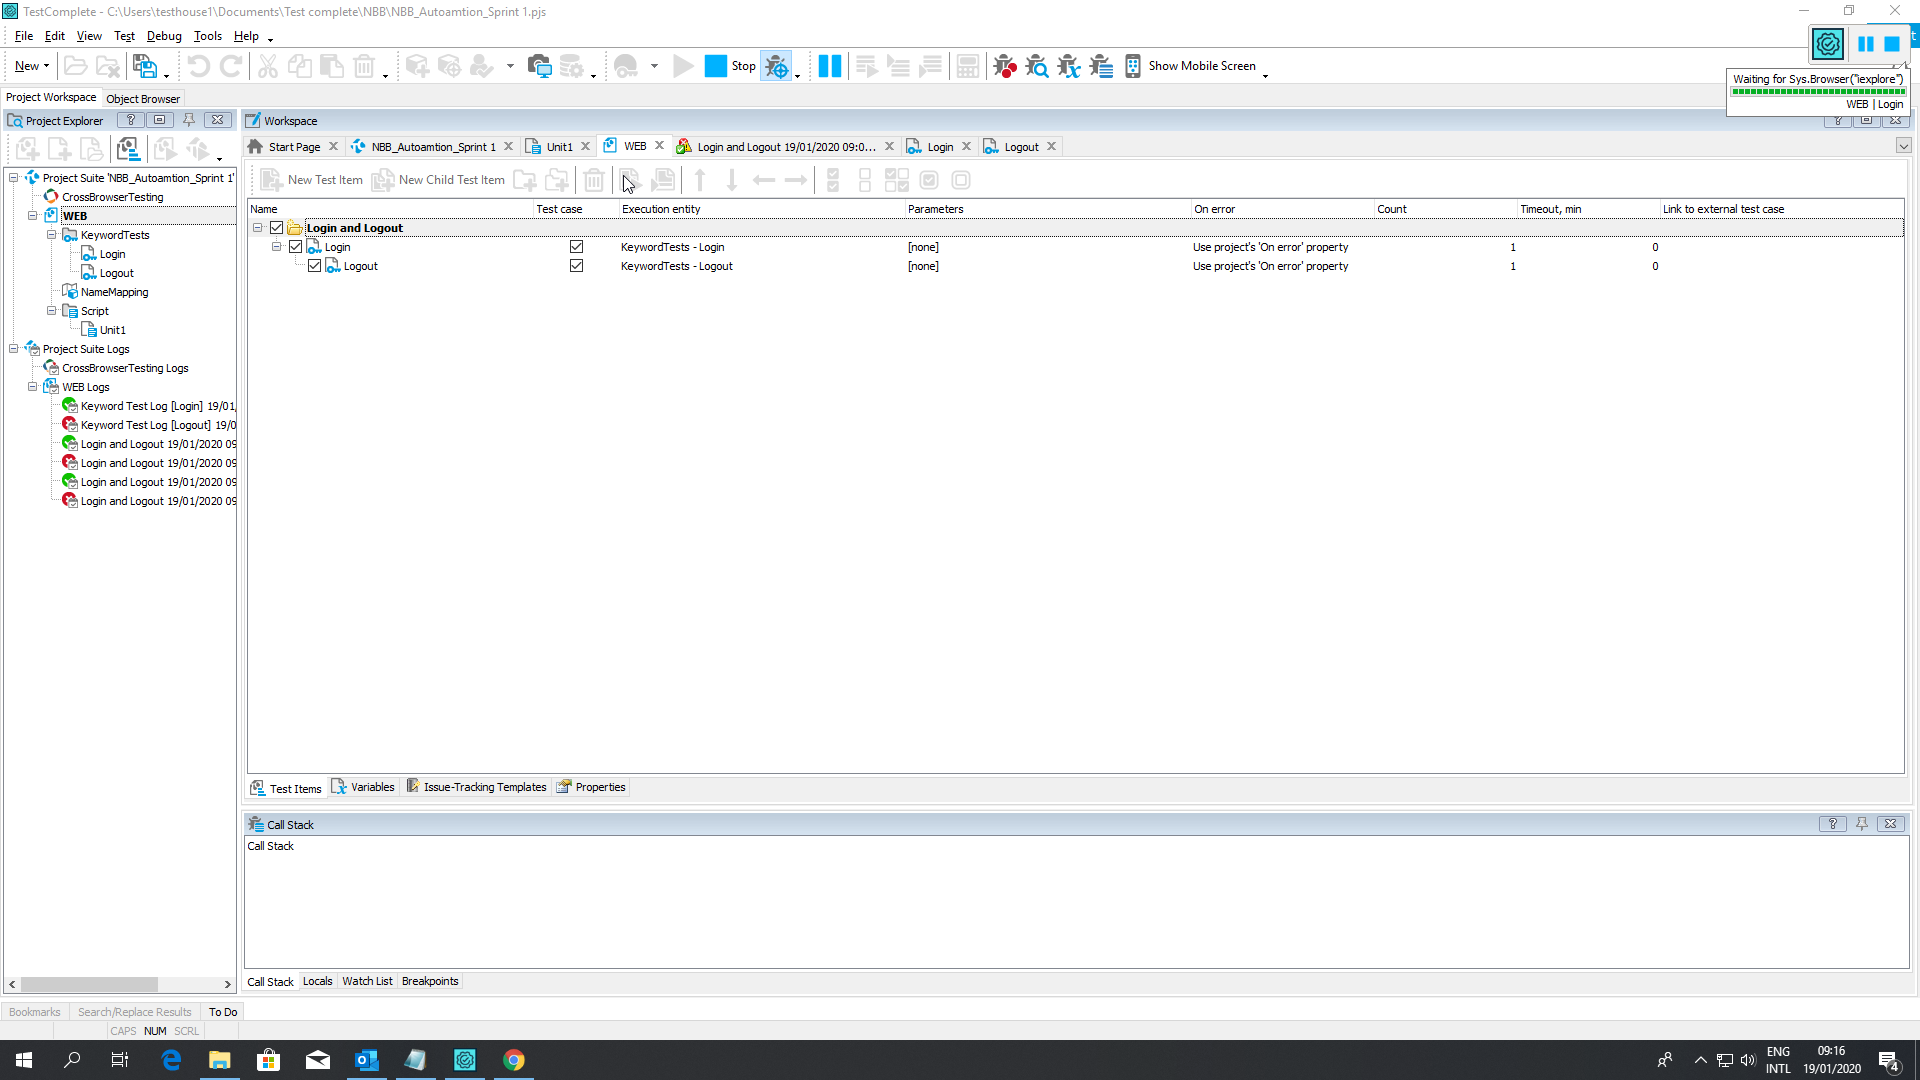 TestComplete - C:\Users\testhouse1\Documents\Test complete\NBB\NBB_Autoamtion_Sprint 1.pjs
File Edit View Test Debug Tools Help
New Stop Show Mobile Screen
Waiting for Sys.Browser("iexplore")
WEB | Login
Project Workspace Object Browser
Project Explorer ?
Workspace ?
Start Page NBB_Autoamtion_Sprint 1 Unit1 WEB Login and Logout 19/01/2020 09:0... Login Logout
New Test Item New Child Test Item
Project Suite 'NBB_Autoamtion_Sprint 1'
CrossBrowserTesting
WEB
KeywordTests
Login
Logout
NameMapping
Script
Unit1
Project Suite Logs
CrossBrowserTesting Logs
WEB Logs
Keyword Test Log [Login] 19/01,
Keyword Test Log [Logout] 19/0
Login and Logout 19/01/2020 09
Login and Logout 19/01/2020 09
Login and Logout 19/01/2020 09
Login and Logout 19/01/2020 09
Name Test case Execution entity Parameters On error Count Timeout, min Link to external test case
Login and Logout
Login KeywordTests - Login [none] Use project's 'On error' property 1 0
Logout KeywordTests - Logout [none] Use project's 'On error' property 1 0
Test Items Variables Issue-Tracking Templates Properties
Call Stack ?
Call Stack
Call Stack Locals Watch List Breakpoints
Bookmarks Search/Replace Results To Do
CAPS NUM SCRL
ENG
INTL
09:16
19/01/2020
4